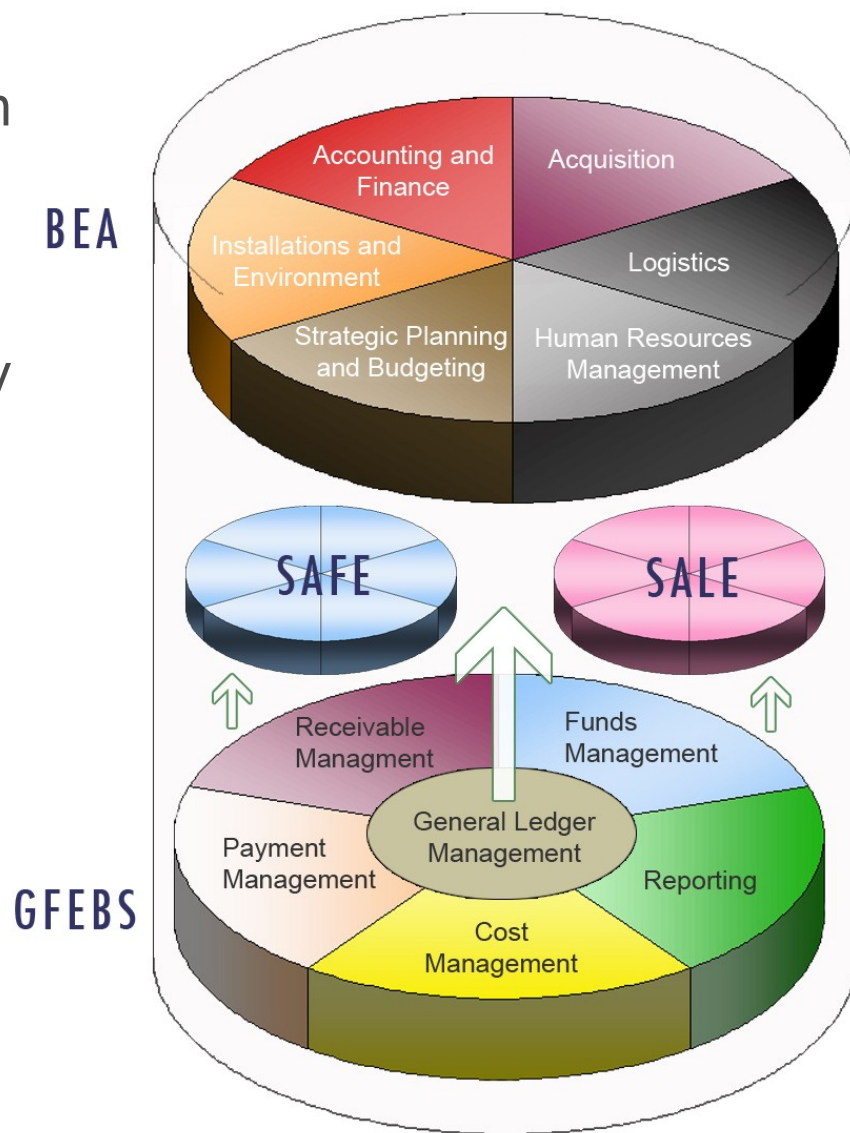 n
y
BEA
Accounting and
Finance
Acquisition
Installations and
Environment
Logistics
Strategic Planning
and Budgeting
Human Resources
Management
SAFE
SALE
Receivable
Managment
Funds
Management
General Ledger
Management
Payment
Management
Reporting
GFEBS
Cost
Management